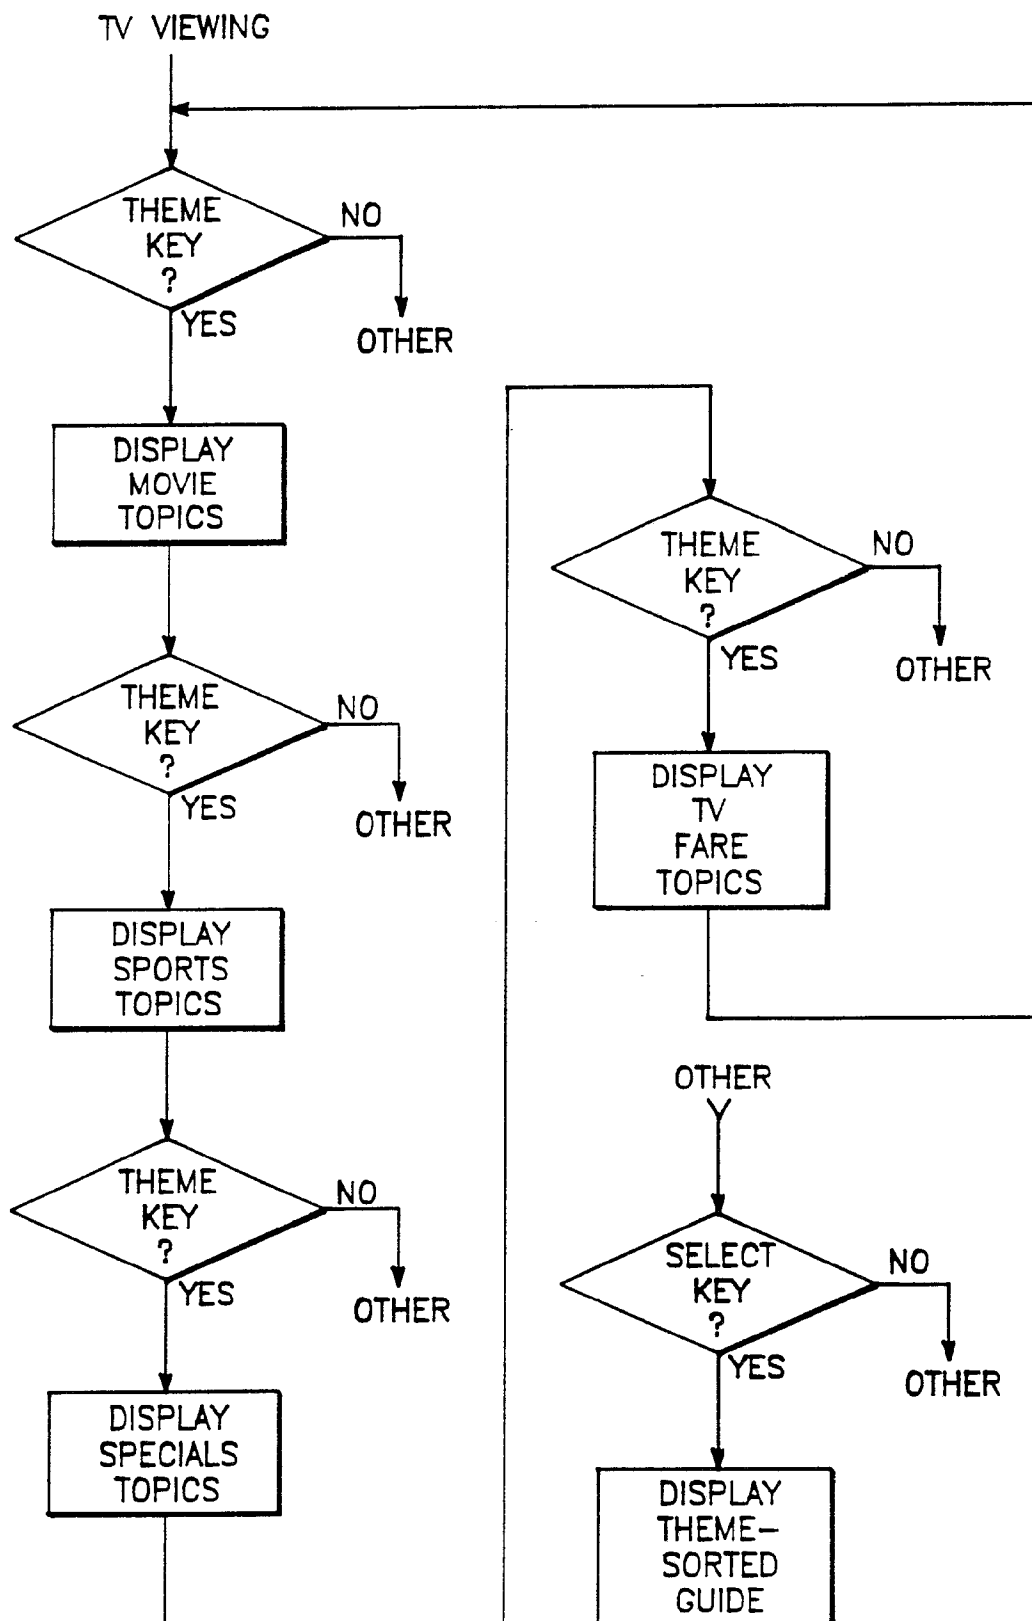 TV VIEWING
THEME
KEY
?
NO
YES
OTHER
DISPLAY
MOVIE
TOPICS
THEME
KEY
?
NO
YES
OTHER
DISPLAY
SPORTS
TOPICS
THEME
KEY
?
NO
YES
OTHER
DISPLAY
SPECIALS
TOPICS
THEME
KEY
?
NO
YES
OTHER
DISPLAY
TV
FARE
TOPICS
OTHER
SELECT
KEY
?
NO
YES
OTHER
DISPLAY
THEME-
SORTED
GUIDE